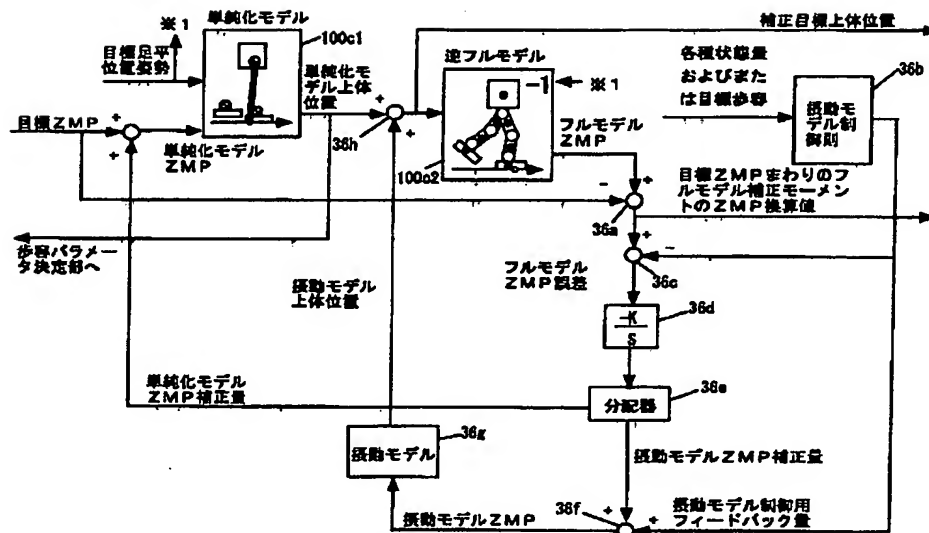 ※1
単純化モデル
目標足平
位置姿勢
100c1
単純化モ
デル上体
位置
目標ZMP
+
+
単純化モデル
ZMP
歩容パラメー
タ決定部へ
補正目標上体位置
逆フルモデル
-1
※1
+
+
36h
100c2
フルモデル
ZMP
各種状態量
およびまた
は目標歩容
36b
摂動モ
デル制
御則
+
-
36a
目標ZMPまわりのフ
ルモデル補正モーメン
トのZMP換算値
+
-
36c
フルモデル
ZMP誤差
36d
-K
S
摂動モデル
上体位置
単純化モデル
ZMP補正量
36e
分配器
36g
摂動モデル
摂動モデルZMP補正量
36f
+
+
摂動モデルZMP
摂動モデル制御用
フィードバック量